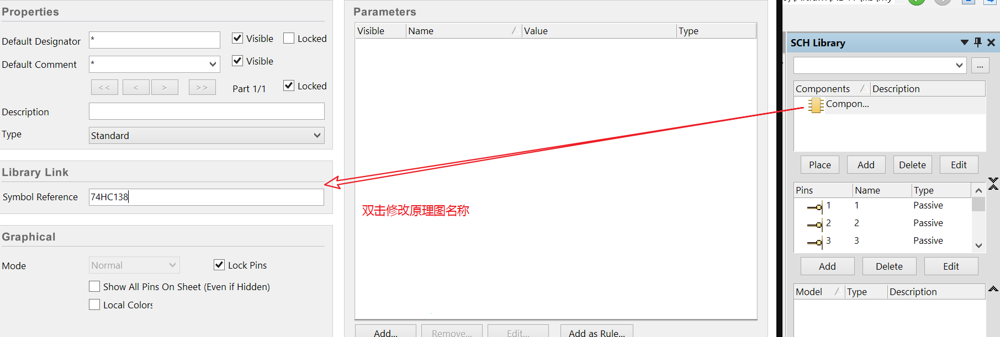 Properties
Default Designator * Visible Locked
Default Comment * Visible
<< < > >> Part 1/1 Locked
Description
Type Standard
Library Link
Symbol Reference 74HC138
Graphical
Mode Normal Lock Pins
Show All Pins On Sheet (Even if Hidden)
Local Colors
Parameters
Visible Name Value Type
双击修改原理图名称
Add... Remove... Edit... Add as Rule...
SCH Library
...
Components Description
Compon...
Place Add Delete Edit
Pins Name Type
1 1 Passive
2 2 Passive
3 3 Passive
Add Delete Edit
Model Type Description